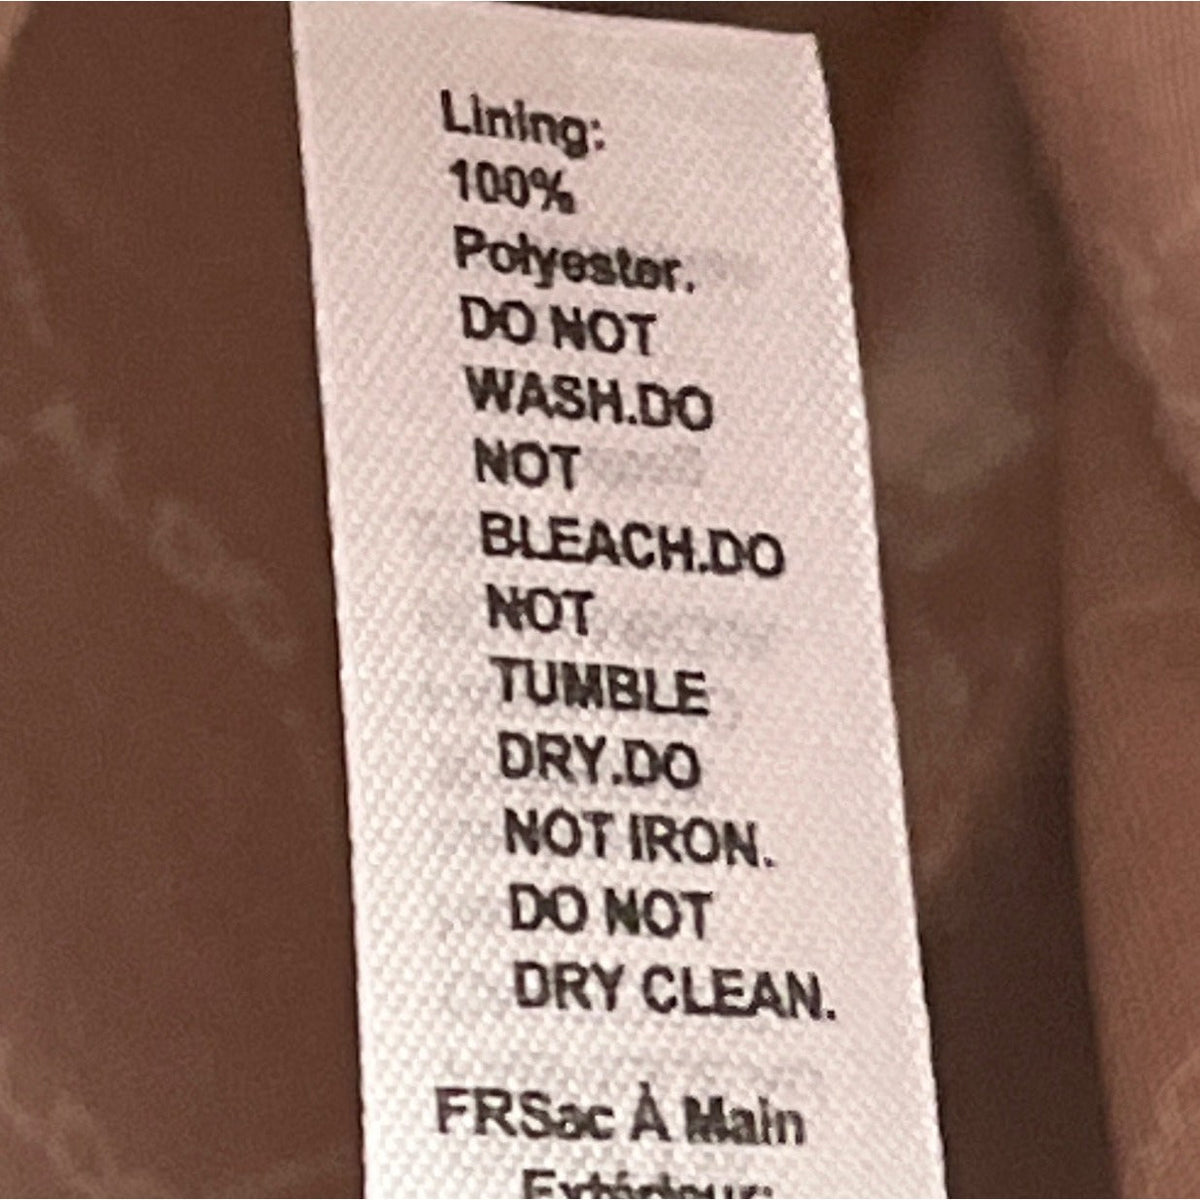 Lining:
100%
Polyester.
DO NOT
WASH.DO
NOT
BLEACH.DO
NOT
TUMBLE
DRY.DO
NOT IRON.
DO NOT
DRY CLEAN.
FRSac À Main
Extérieur: